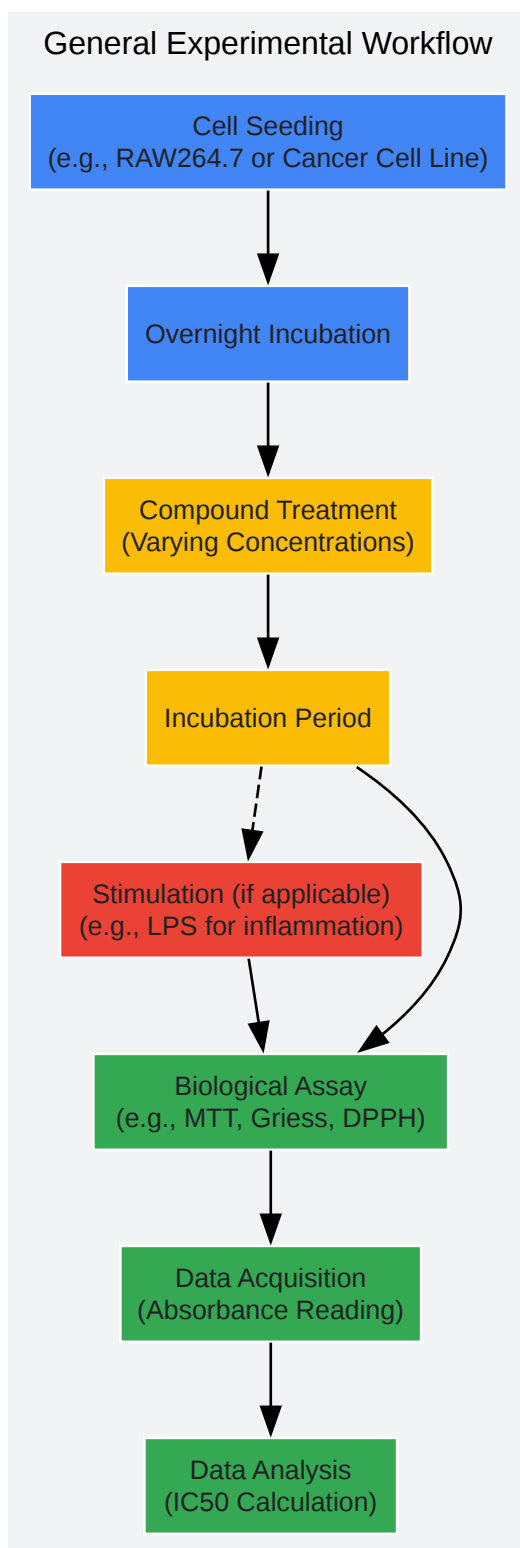 General Experimental Workflow
Cell Seeding
(e.g., RAW264.7 or Cancer Cell Line)
Overnight Incubation
Compound Treatment
(Varying Concentrations)
Incubation Period
Stimulation (if applicable)
(e.g., LPS for inflammation)
Biological Assay
(e.g., MTT, Griess, DPPH)
Data Acquisition
(Absorbance Reading)
Data Analysis
(IC50 Calculation)